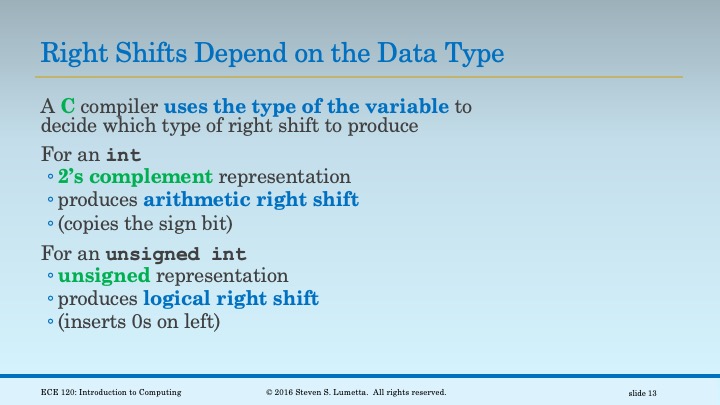 Right Shifts Depend on the Data Type
A C compiler uses the type of the variable to
decide which type of right shift to produce
For an int
◦ 2’s complement representation
◦ produces arithmetic right shift
◦ (copies the sign bit)
For an unsigned int
◦ unsigned representation
◦ produces logical right shift
◦ (inserts 0s on left)
ECE 120: Introduction to Computing © 2016 Steven S. Lumetta. All rights reserved. slide 13